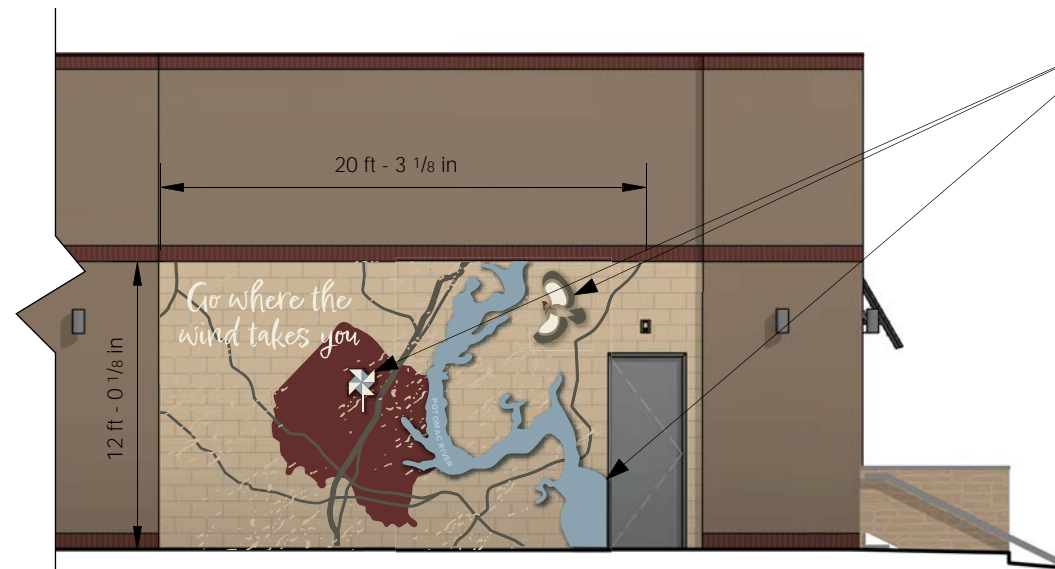 20 ft - 3 1/8 in
12 ft - 0 1/8 in
Go where the
wind takes you
POTOMAC RIVER